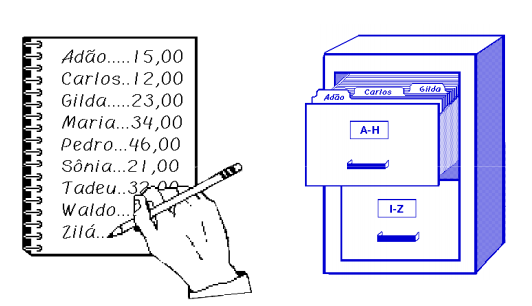 Adão.....15,00
Carlos..12,00
Gilda.....23,00
Maria...34,00
Pedro...46,00
Sônia...21,00
Tadeu..32,00
Waldo...
Zilá...
Adão Carlos Gilda
A-H
I-Z